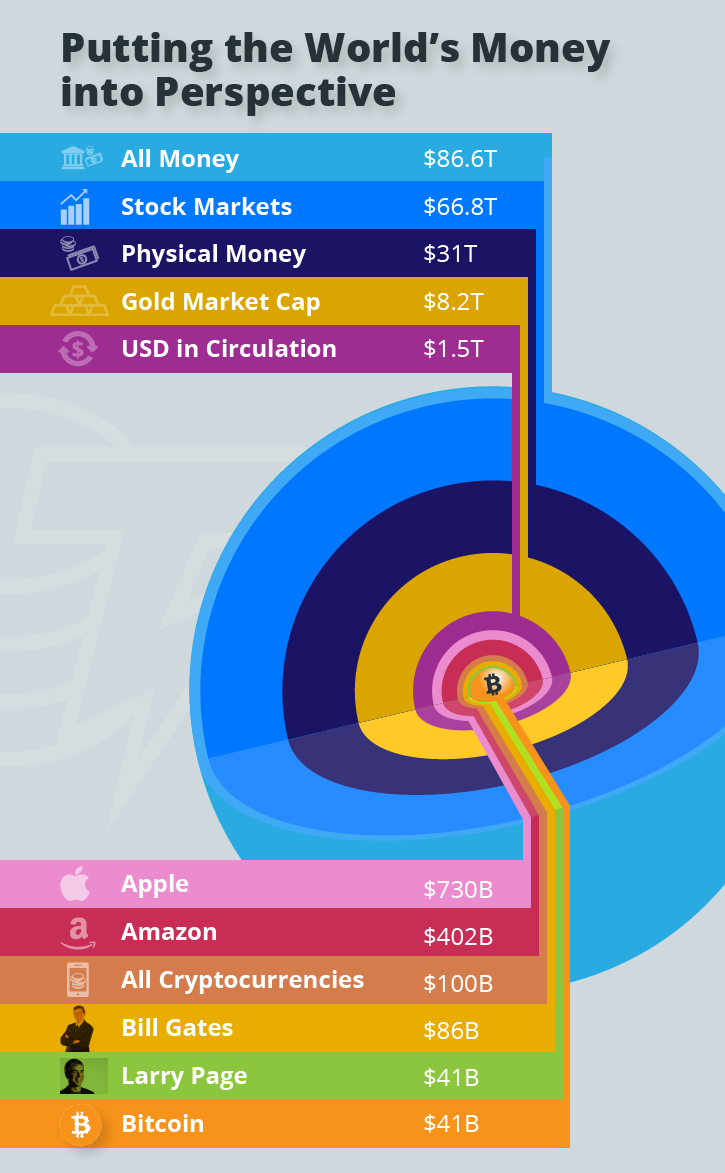 Putting the World’s Money
into Perspective
All Money $86.6T
Stock Markets $66.8T
Physical Money $31T
Gold Market Cap $8.2T
USD in Circulation $1.5T
Apple $730B
Amazon $402B
All Cryptocurrencies $100B
Bill Gates $86B
Larry Page $41B
Bitcoin $41B